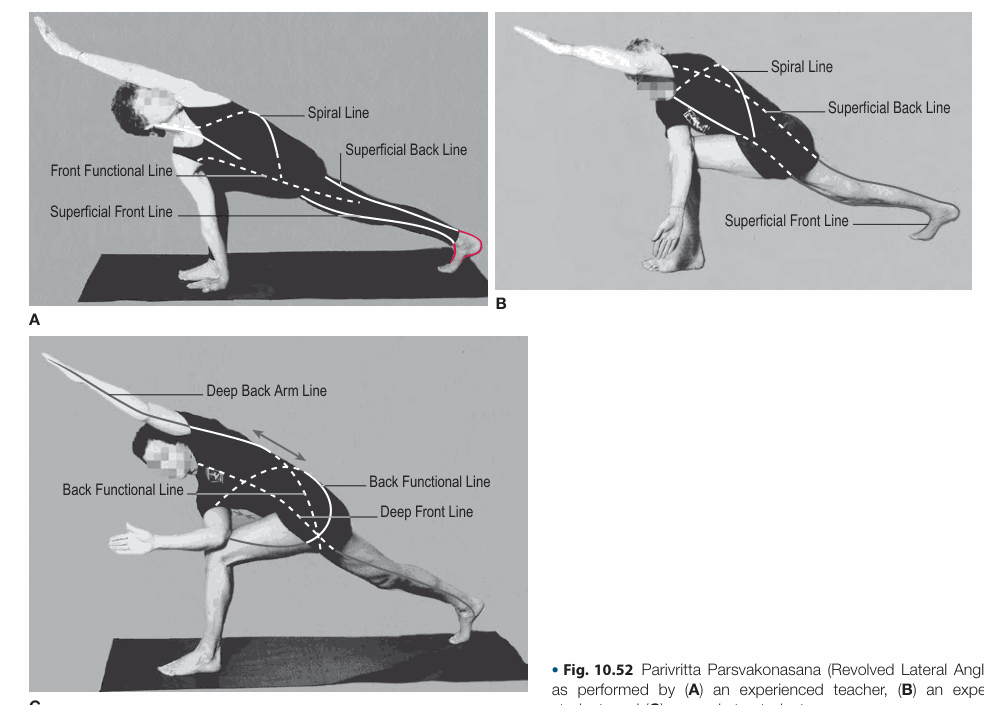 Spiral Line
Superficial Back Line
Front Functional Line
Superficial Front Line
A
Spiral Line
Superficial Back Line
Superficial Front Line
B
Deep Back Arm Line
Back Functional Line
Back Functional Line
Deep Front Line
• Fig. 10.52 Parivritta Parsvakonasana (Revolved Lateral Angl
as performed by (A) an experienced teacher, (B) an expe